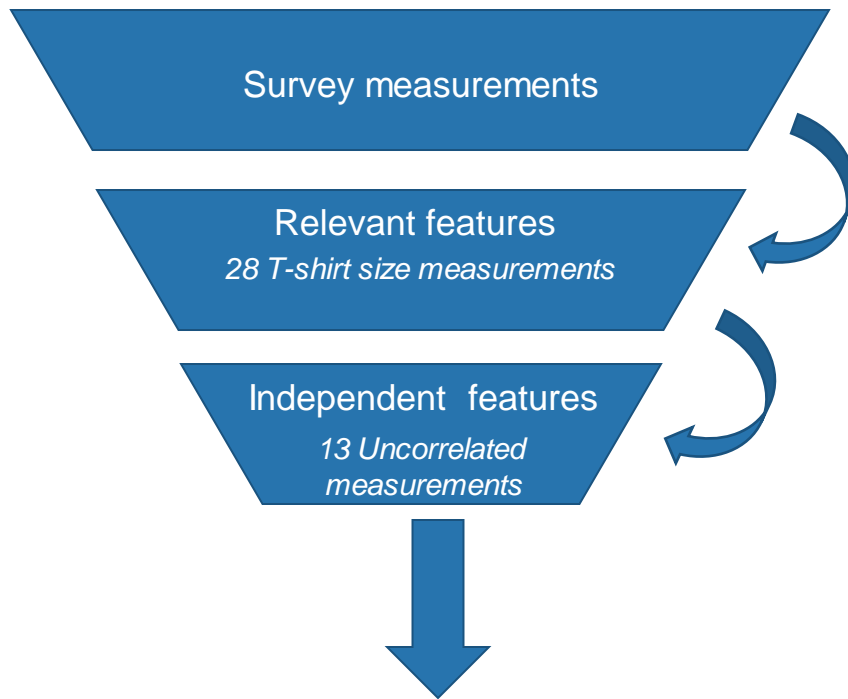 Survey measurements
Relevant features
28 T-shirt size measurements
Independent  features
13 Uncorrelated
measurements